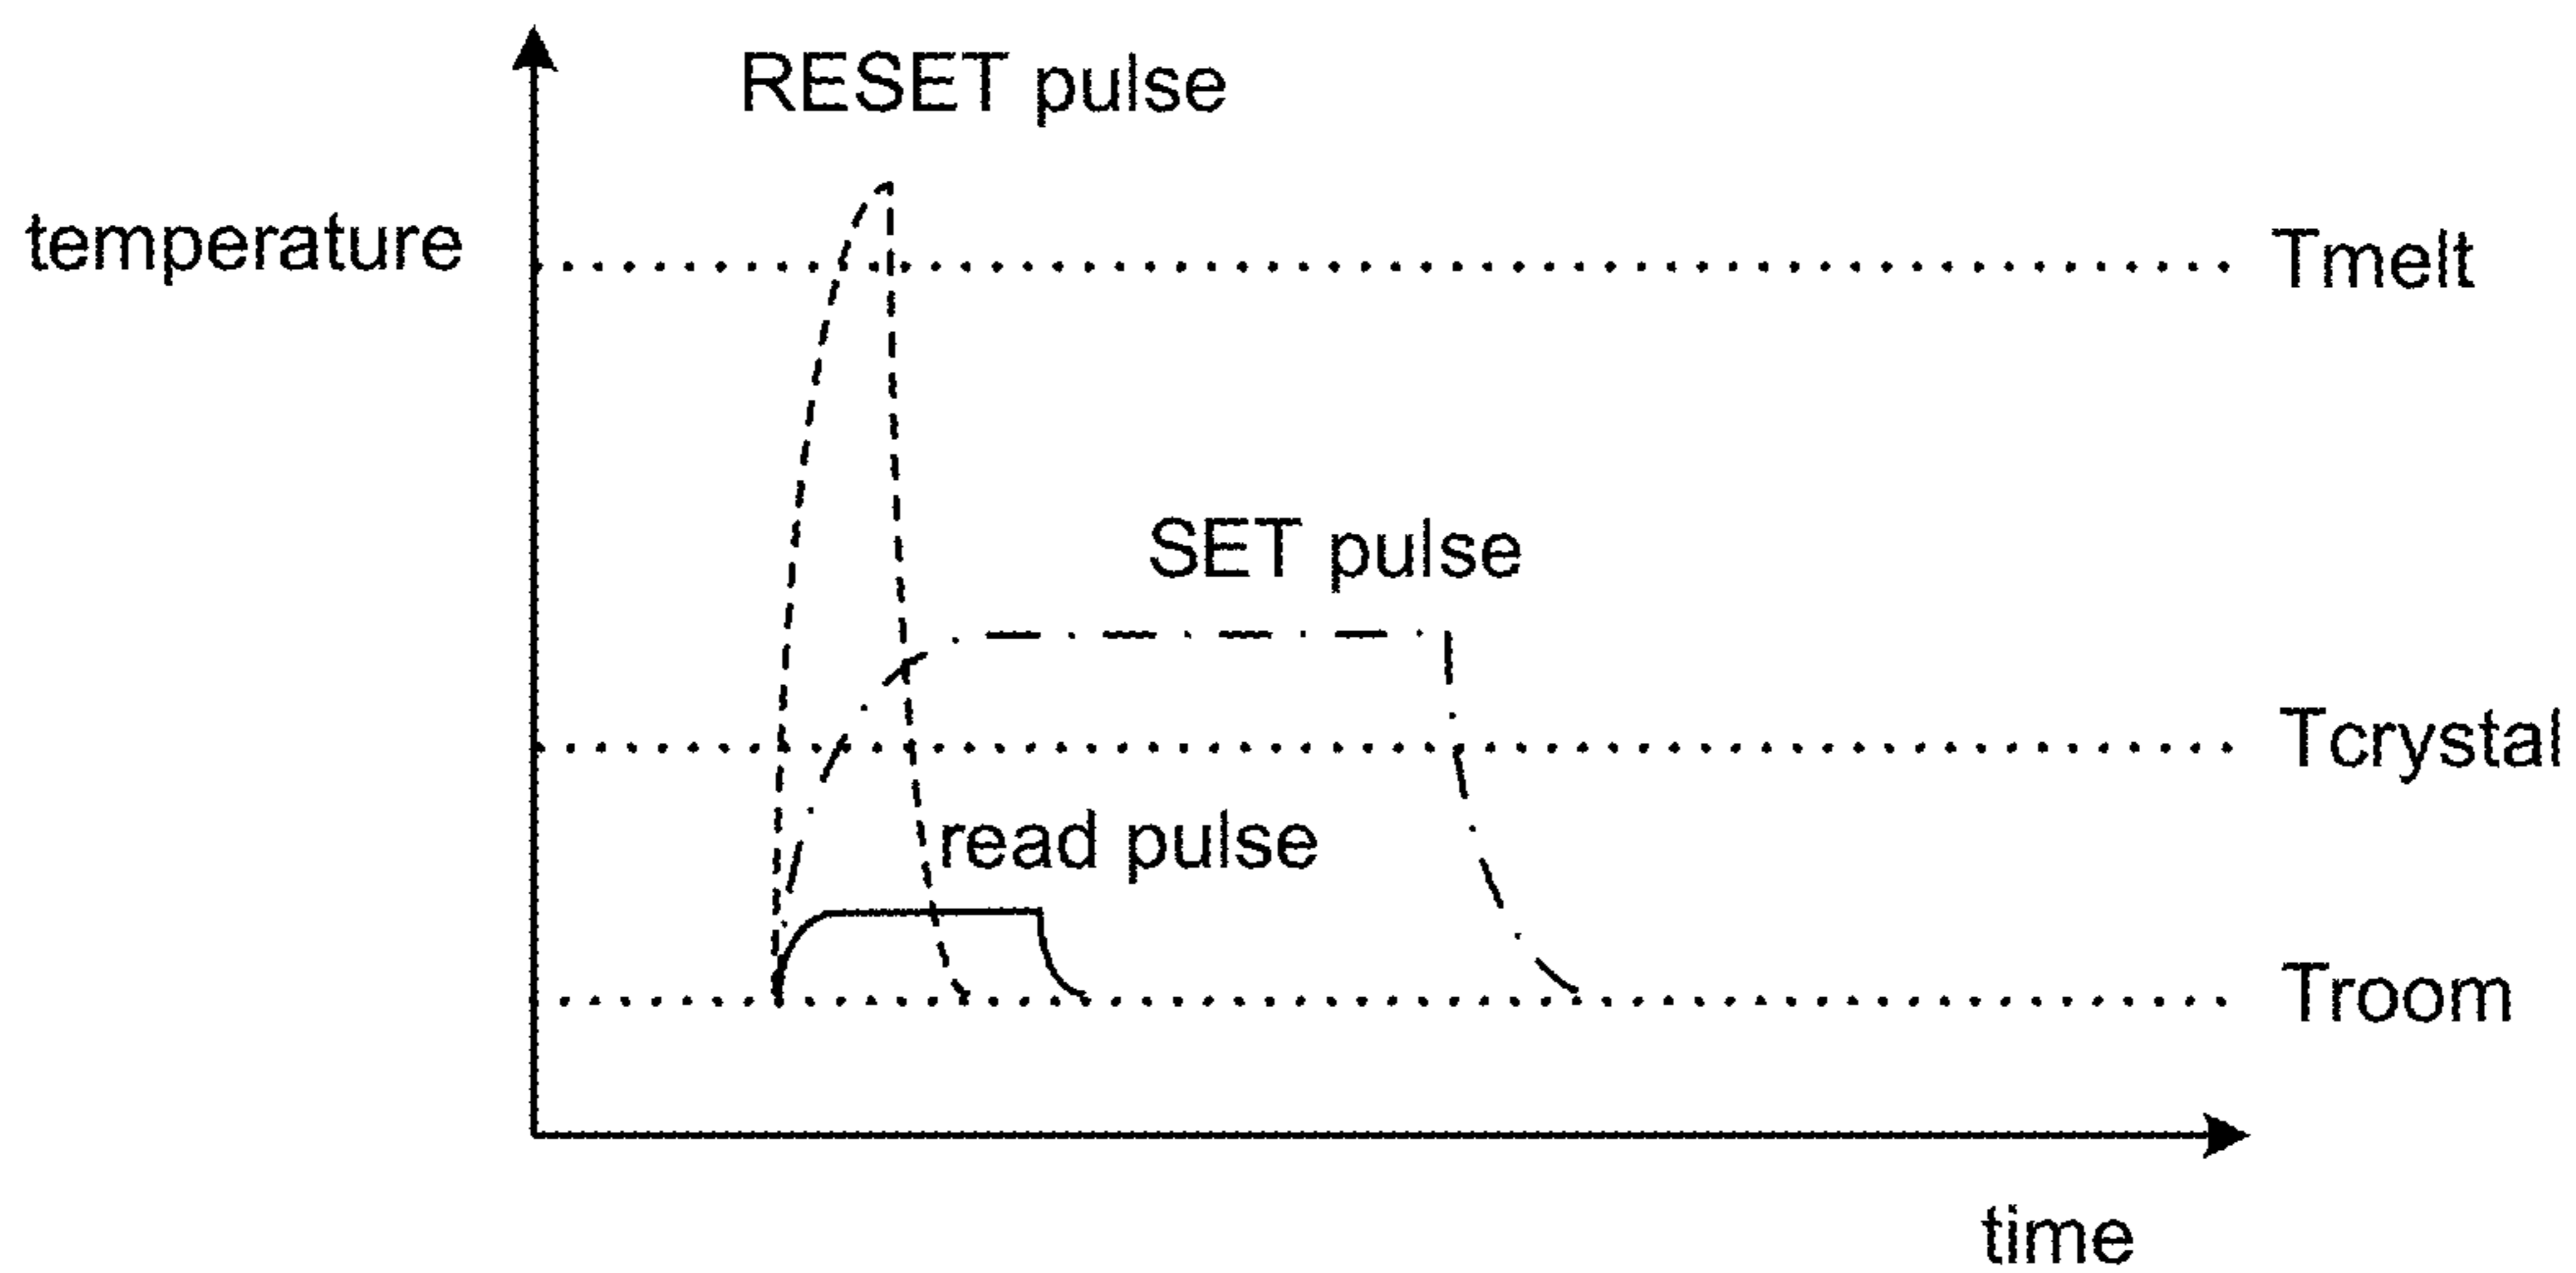 RESET pulse
temperature
Tmelt
SET pulse
Tcrystal
read pulse
Troom
time